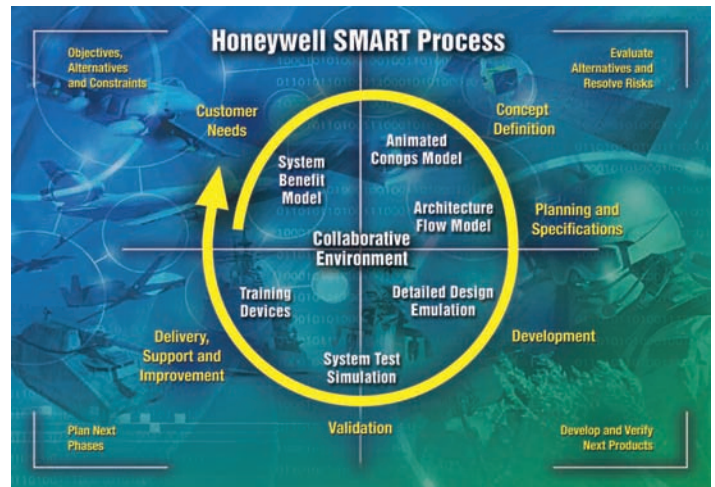 Honeywell SMART Process
Objectives,
Alternatives
and Constraints
Evaluate
Alternatives and
Resolve Risks
Customer
Needs
Concept
Definition
Animated
Conops Model
System
Benefit
Model
Architecture
Flow Model
Planning and
Specifications
Collaborative
Environment
Training
Devices
Detailed Design
Emulation
Delivery,
Support and
Improvement
Development
System Test
Simulation
Validation
Plan Next
Phases
Develop and Verify
Next Products